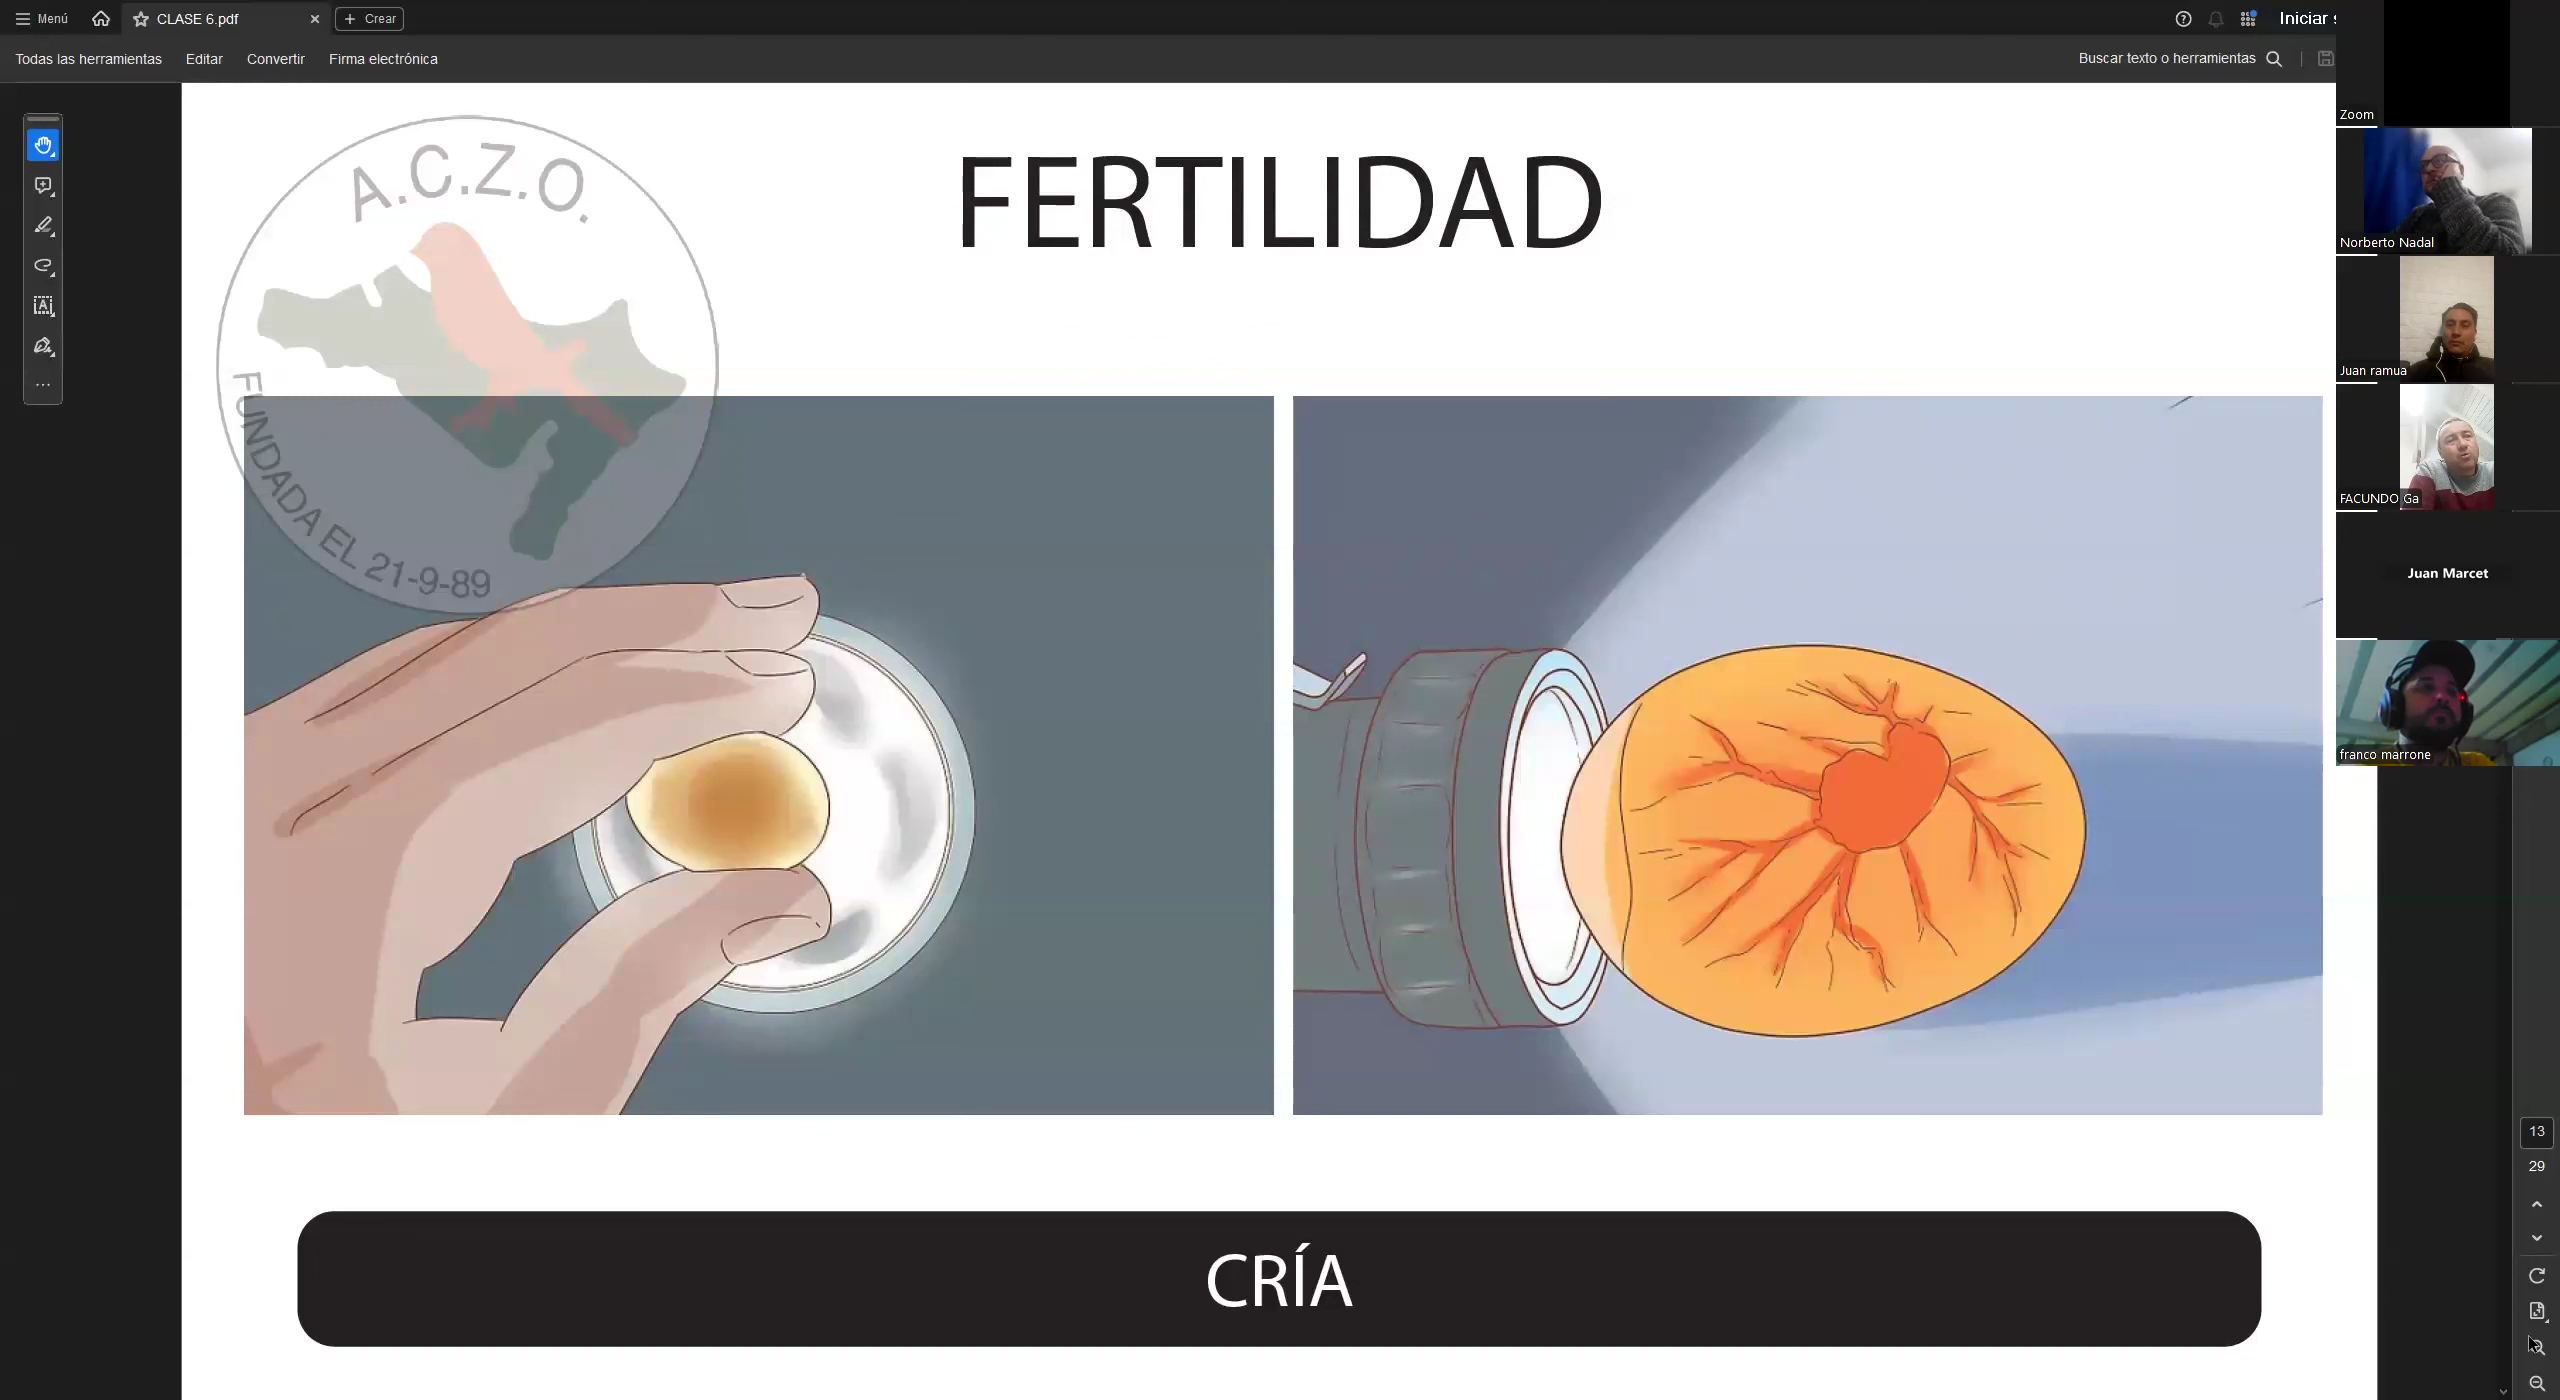 Menú
CLASE 6.pdf
Crear
Iniciar
Todas las herramientas
Editar
Convertir
Firma electrónica
Buscar texto o herramientas
A.C.Z.O.
FUNDADA EL 21-9-89
FERTILIDAD
CRÍA
Zoom
Norberto Nadal
Juan ramua
FACUNDO Ga
Juan Marcet
franco marrone
13
29